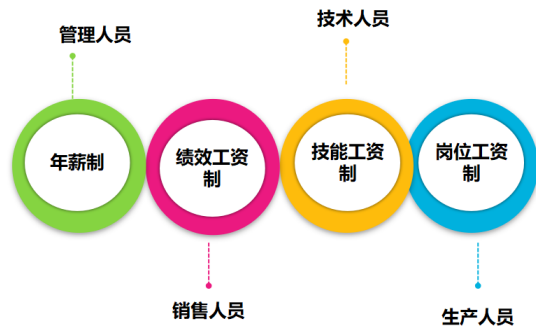 技术人员
管理人员
年薪制
绩效工资
制
技能工资
制
岗位工资
制
销售人员
生产人员